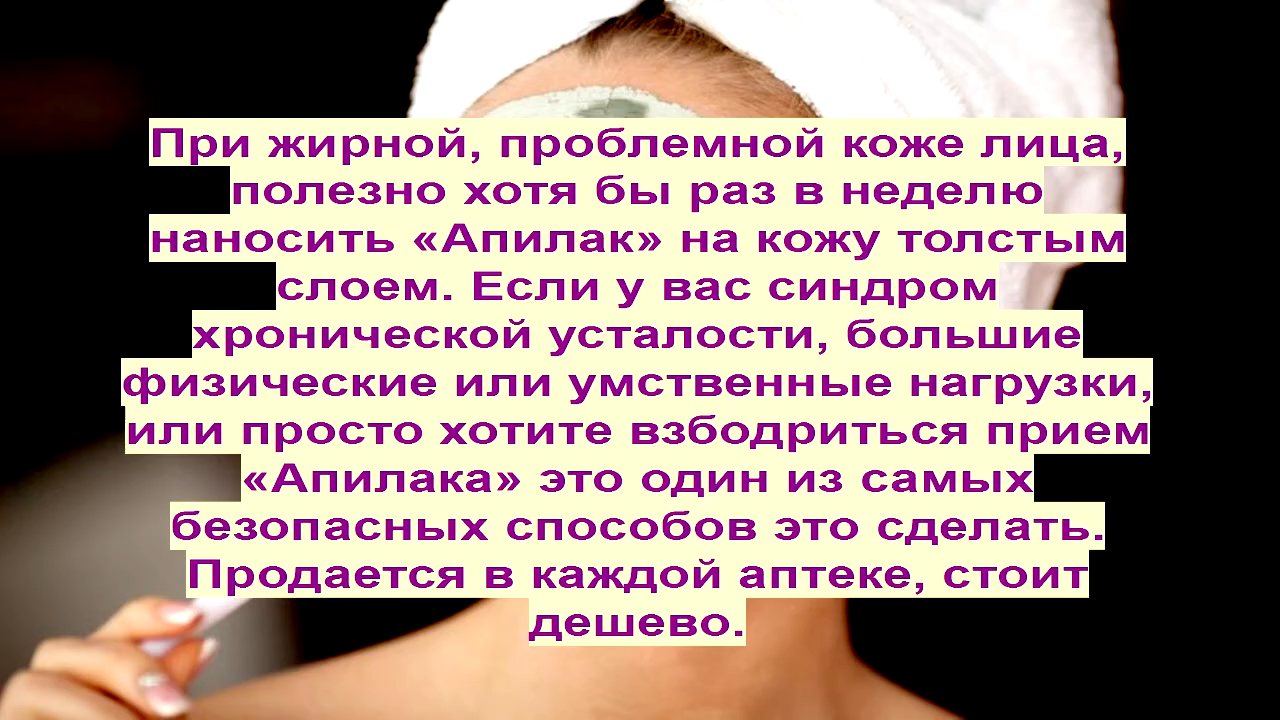 При жирной, проблемной коже лица,
полезно хотя бы раз в неделю
наносить «Апилак» на кожу толстым
слоем. Если у вас синдром
хронической усталости, большие
физические или умственные нагрузки,
или просто хотите взбодриться прием
«Апилака» это один из самых
безопасных способов это сделать.
Продается в каждой аптеке, стоит
дешево.